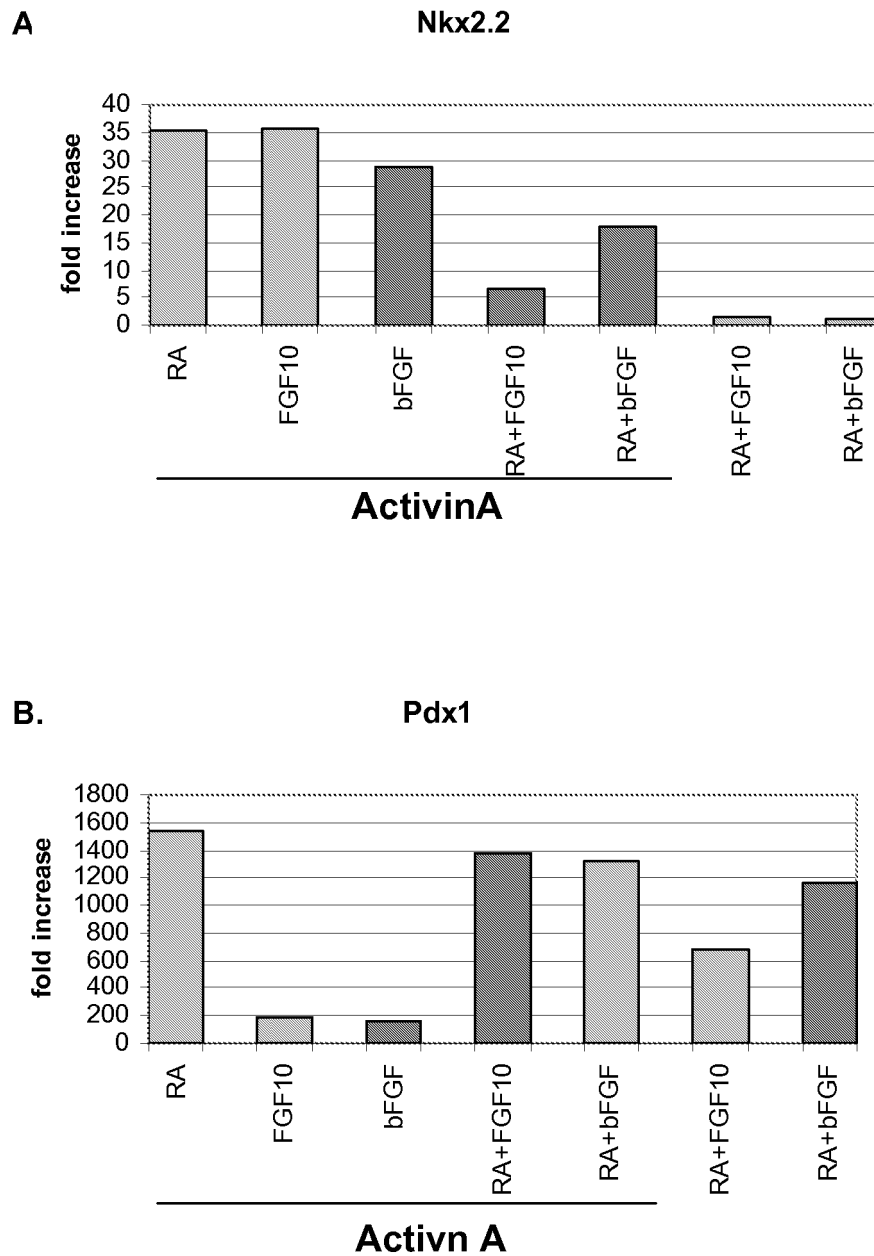 A
Nkx2.2
fold increase
40
35
30
25
20
15
10
5
0
RA
FGF10
bFGF
RA+FGF10
RA+bFGF
RA+FGF10
RA+bFGF
ActivinA
B.
Pdx1
fold increase
1800
1600
1400
1200
1000
800
600
400
200
0
RA
FGF10
bFGF
RA+FGF10
RA+bFGF
RA+FGF10
RA+bFGF
Activn A